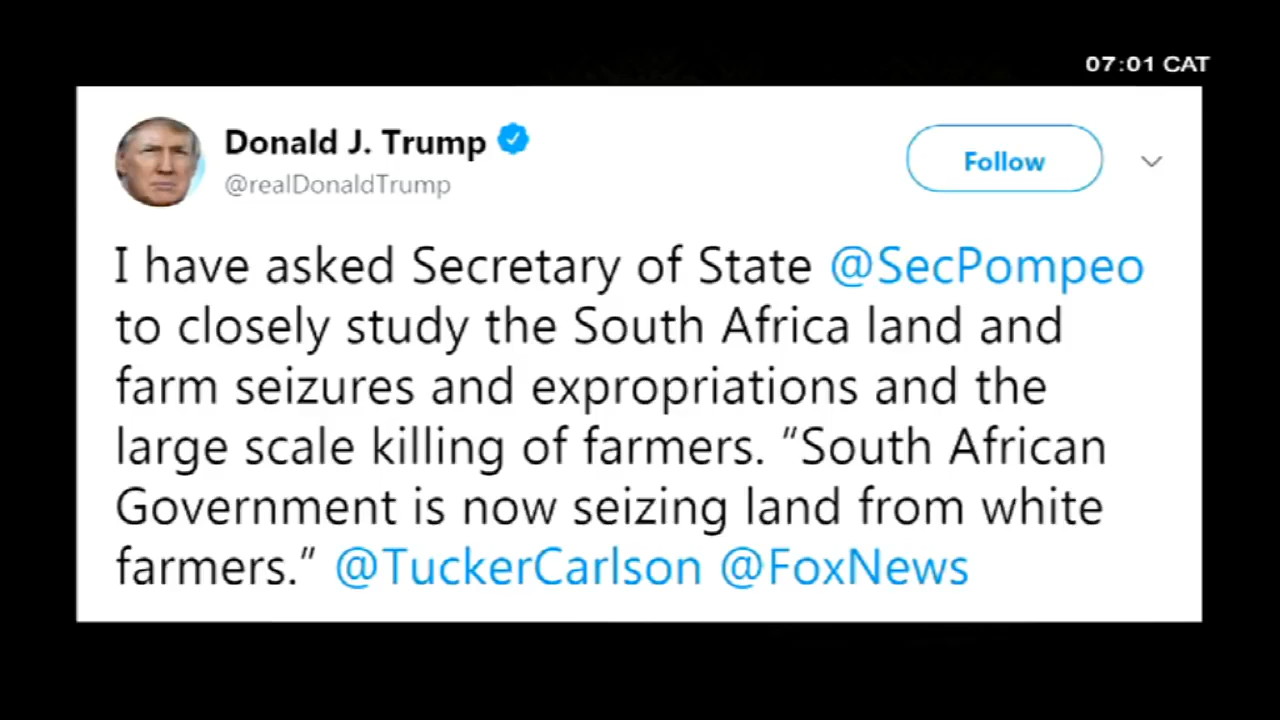 07:01 CAT
Donald J. Trump
@realDonaldTrump
Follow
I have asked Secretary of State @SecPompeo
to closely study the South Africa land and
farm seizures and expropriations and the
large scale killing of farmers. “South African
Government is now seizing land from white
farmers.” @TuckerCarlson @FoxNews